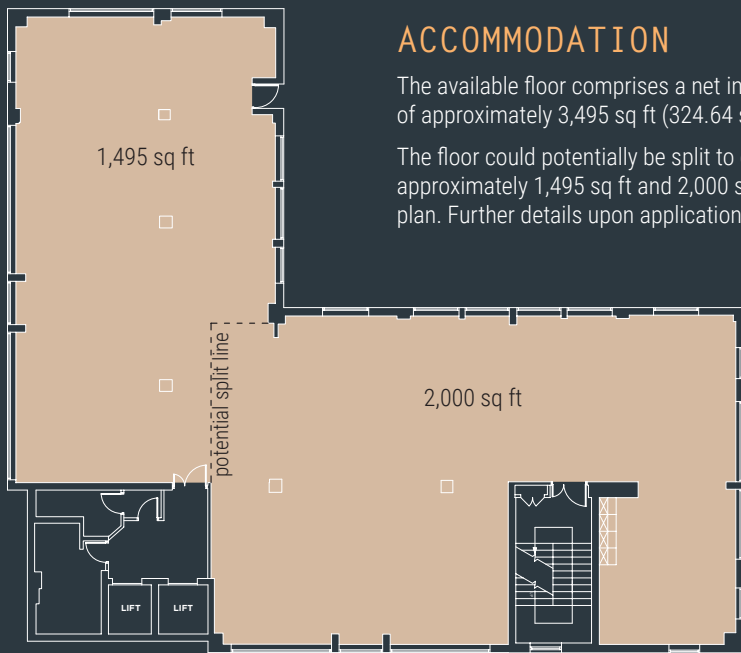 ACCOMMODATION
The available floor comprises a net in
of approximately 3,495 sq ft (324.64 s
The floor could potentially be split to
approximately 1,495 sq ft and 2,000 s
plan. Further details upon application
1,495 sq ft
potential split line
2,000 sq ft
LIFT
LIFT